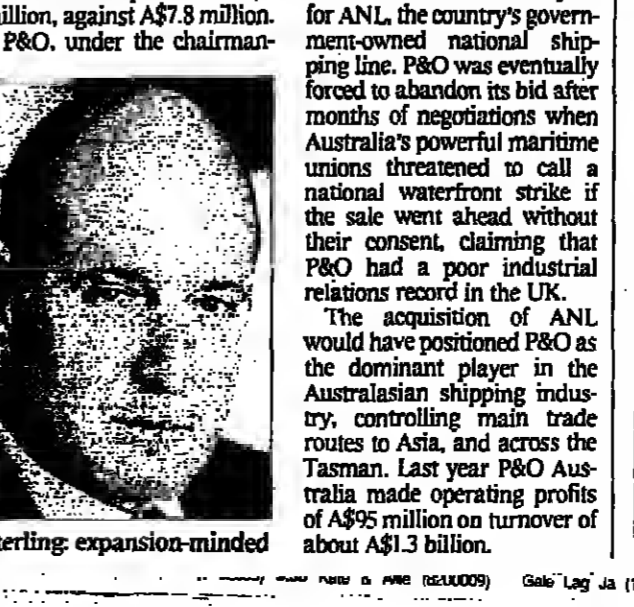 illion, against A$7.8 million.
P&O, under the chairman-
terling: expansion-minded
for ANL, the country's govern-
ment-owned national ship-
ping line. P&O was eventually
forced to abandon its bid after
months of negotiations when
Australia's powerful maritime
unions threatened to call a
national waterfront strike if
the sale went ahead without
their consent, claiming that
P&O had a poor industrial
relations record in the UK.
The acquisition of ANL
would have positioned P&O as
the dominant player in the
Australasian shipping indus-
try, controlling main trade
routes to Asia, and across the
Tasman. Last year P&O Aus-
tralia made operating profits
of A$95 million on turnover of
about A$1.3 billion.
(8200009) Gale Lag Ja (1